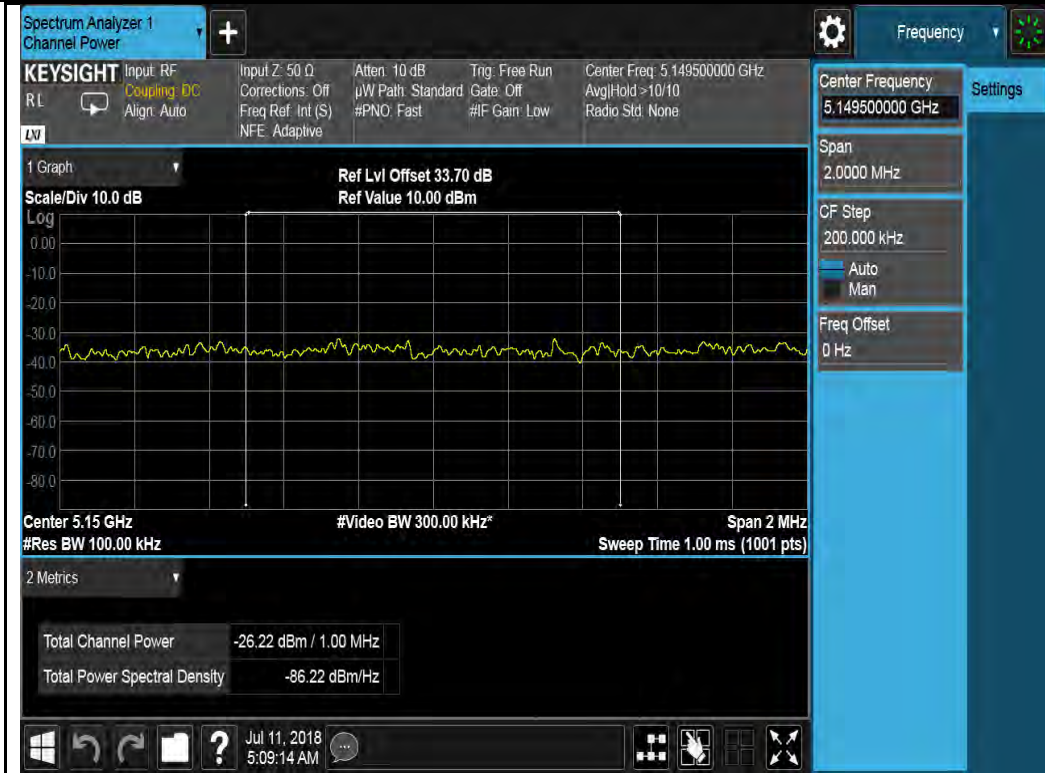 Spectrum Analyzer 1
Channel Power
+
Frequency
KEYSIGHT
R L
LXI
Input: RF
Coupling: DC
Align: Auto
Input Z: 50 Ω
Corrections: Off
Freq Ref: Int (S)
NFE: Adaptive
Atten: 10 dB
µW Path: Standard
#PNO: Fast
Trig: Free Run
Gate: Off
#IF Gain: Low
Center Freq: 5.149500000 GHz
Avg|Hold >10/10
Radio Std: None
Center Frequency
5.149500000 GHz
Settings
Span
2.0000 MHz
CF Step
200.000 kHz
Auto
Man
Freq Offset
0 Hz
1 Graph
Scale/Div 10.0 dB
Ref Lvl Offset 33.70 dB
Ref Value 10.00 dBm
Log
0.00
-10.0
-20.0
-30.0
-40.0
-50.0
-60.0
-70.0
-80.0
Center 5.15 GHz
#Video BW 300.00 kHz*
Span 2 MHz
#Res BW 100.00 kHz
Sweep Time 1.00 ms (1001 pts)
2 Metrics
Total Channel Power -26.22 dBm / 1.00 MHz
Total Power Spectral Density -86.22 dBm/Hz
?
Jul 11, 2018
5:09:14 AM